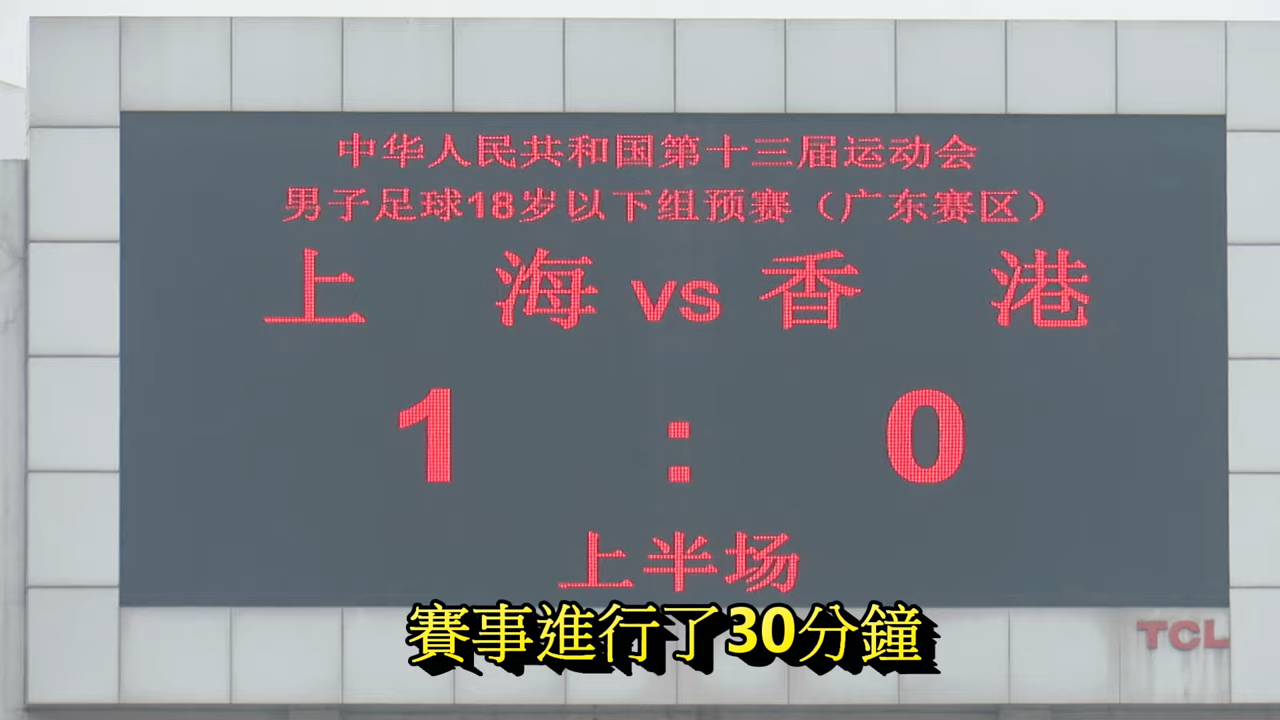 中华人民共和国第十三届运动会
男子足球18岁以下组预赛（广东赛区）
上海 vs 香港
1 : 0
上半场
賽事進行了30分鐘
TCL